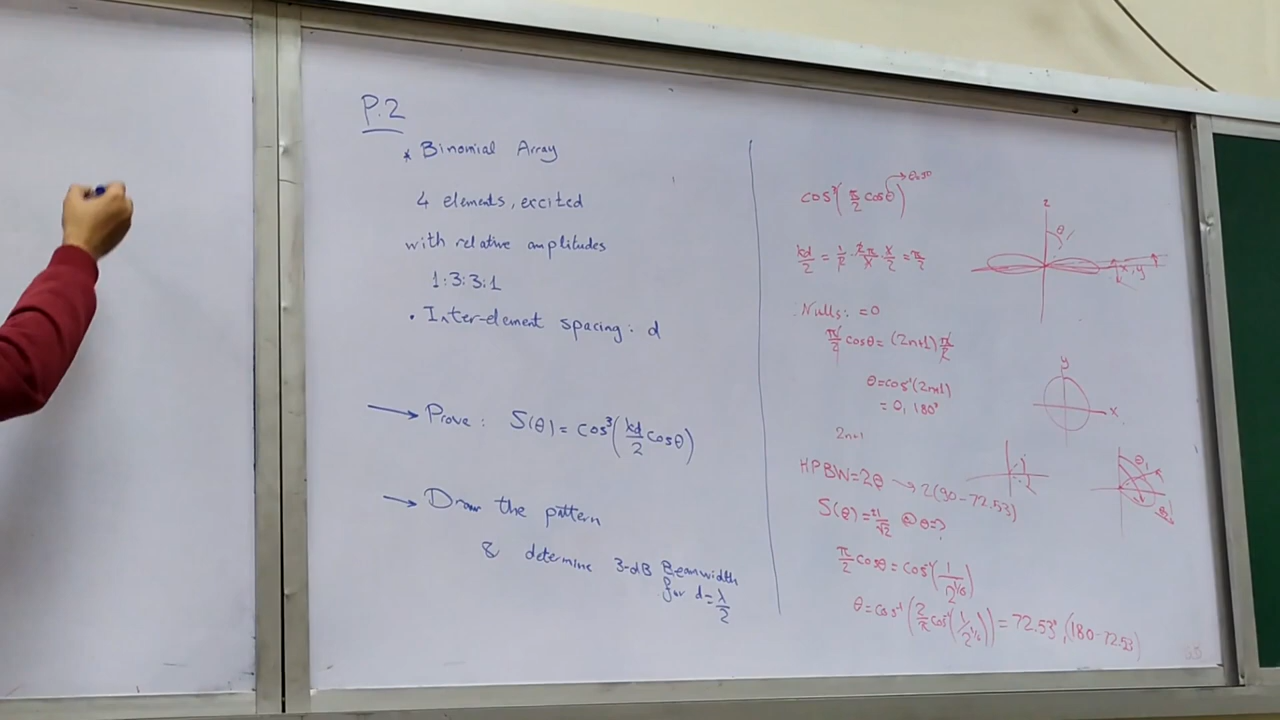 P.2
* Binomial Array
4 elements, excited
with relative amplitudes
1:3:3:1
• Inter-element spacing: d
→ Prove: S(θ) = cos³(kd/2 cosθ)
→ Draw the pattern
& determine 3-dB Beamwidth
for d = λ/2
cos³(π/2 cosθ) → θ=90
kd/2 = 1/2 · 2π/λ · λ/2 = π/2
Nulls: = 0
π/2 cosθ = (2n+1) π/2
θ = cos⁻¹(2n+1)
= 0, 180°
2n+1
HPBW = 2θ → 2(90 - 72.53)
S(θ) = ±1/√2 @ θ=?
π/2 cosθ = cos⁻¹(1/2^1/6)
θ = cos⁻¹(2/π cos⁻¹(1/2^1/6)) = 72.53°, (180-72.53)
z
θ
x, y
y
x
θ₁
θ₂